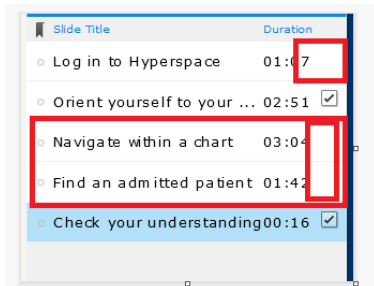 Slide Title Duration
Log in to Hyperspace 01:07
Orient yourself to your ... 02:51
Navigate within a chart 03:04
Find an admitted patient 01:42
Check your understanding 00:16